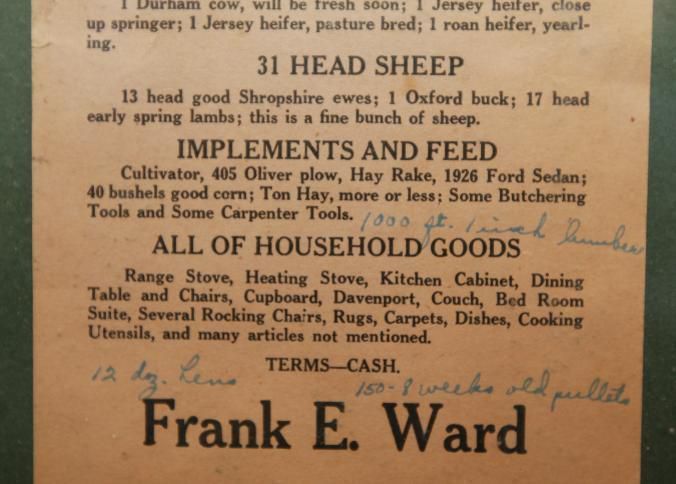 1 Durham cow, will be fresh soon; 1 Jersey heifer, close
up springer; 1 Jersey heifer, pasture bred; 1 roan heifer, yearl-
ing.
31 HEAD SHEEP
13 head good Shropshire ewes; 1 Oxford buck; 17 head
early spring lambs; this is a fine bunch of sheep.
IMPLEMENTS AND FEED
Cultivator, 405 Oliver plow, Hay Rake, 1926 Ford Sedan;
40 bushels good corn; Ton Hay, more or less; Some Butchering
Tools and Some Carpenter Tools.
1000 ft. 1 inch lumber
ALL OF HOUSEHOLD GOODS
Range Stove, Heating Stove, Kitchen Cabinet, Dining
Table and Chairs, Cupboard, Davenport, Couch, Bed Room
Suite, Several Rocking Chairs, Rugs, Carpets, Dishes, Cooking
Utensils, and many articles not mentioned.
TERMS—CASH.
12 doz. hens
150-8 weeks old pullets
Frank E. Ward